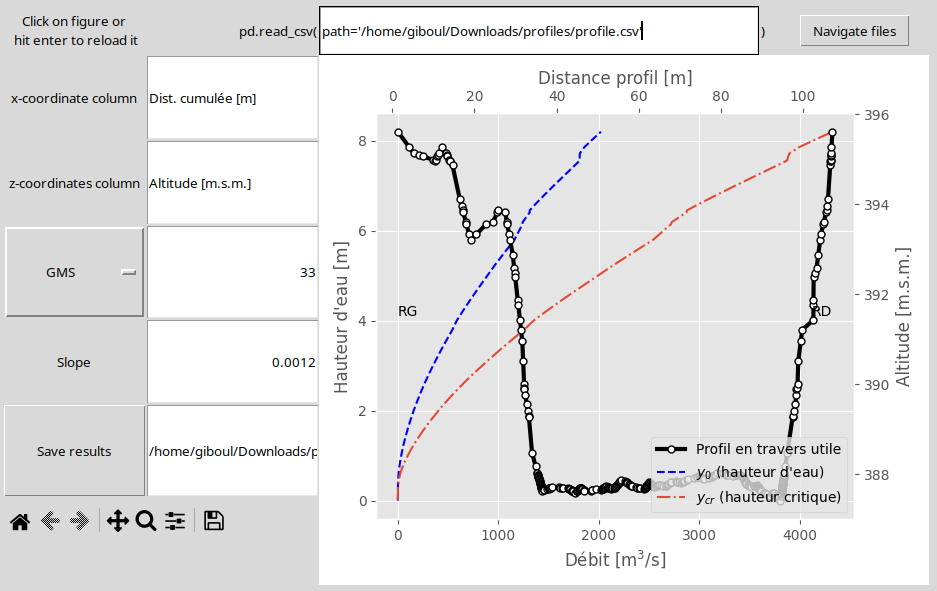 Click on figure or
hit enter to reload it
pd.read_csv( path='/home/giboul/Downloads/profiles/profile.csv' )
Navigate files
x-coordinate column
Dist. cumulée [m]
z-coordinates column
Altitude [m.s.m.]
GMS
33
Slope
0.0012
Save results
/home/giboul/Downloads/p
Distance profil [m]
0 20 40 60 80 100
Hauteur d'eau [m]
8
6
4
2
0
396
394
392
390
388
Altitude [m.s.m.]
RG
RD
Profil en travers utile
y0 (hauteur d'eau)
ycr (hauteur critique)
0 1000 2000 3000 4000
Débit [m³/s]